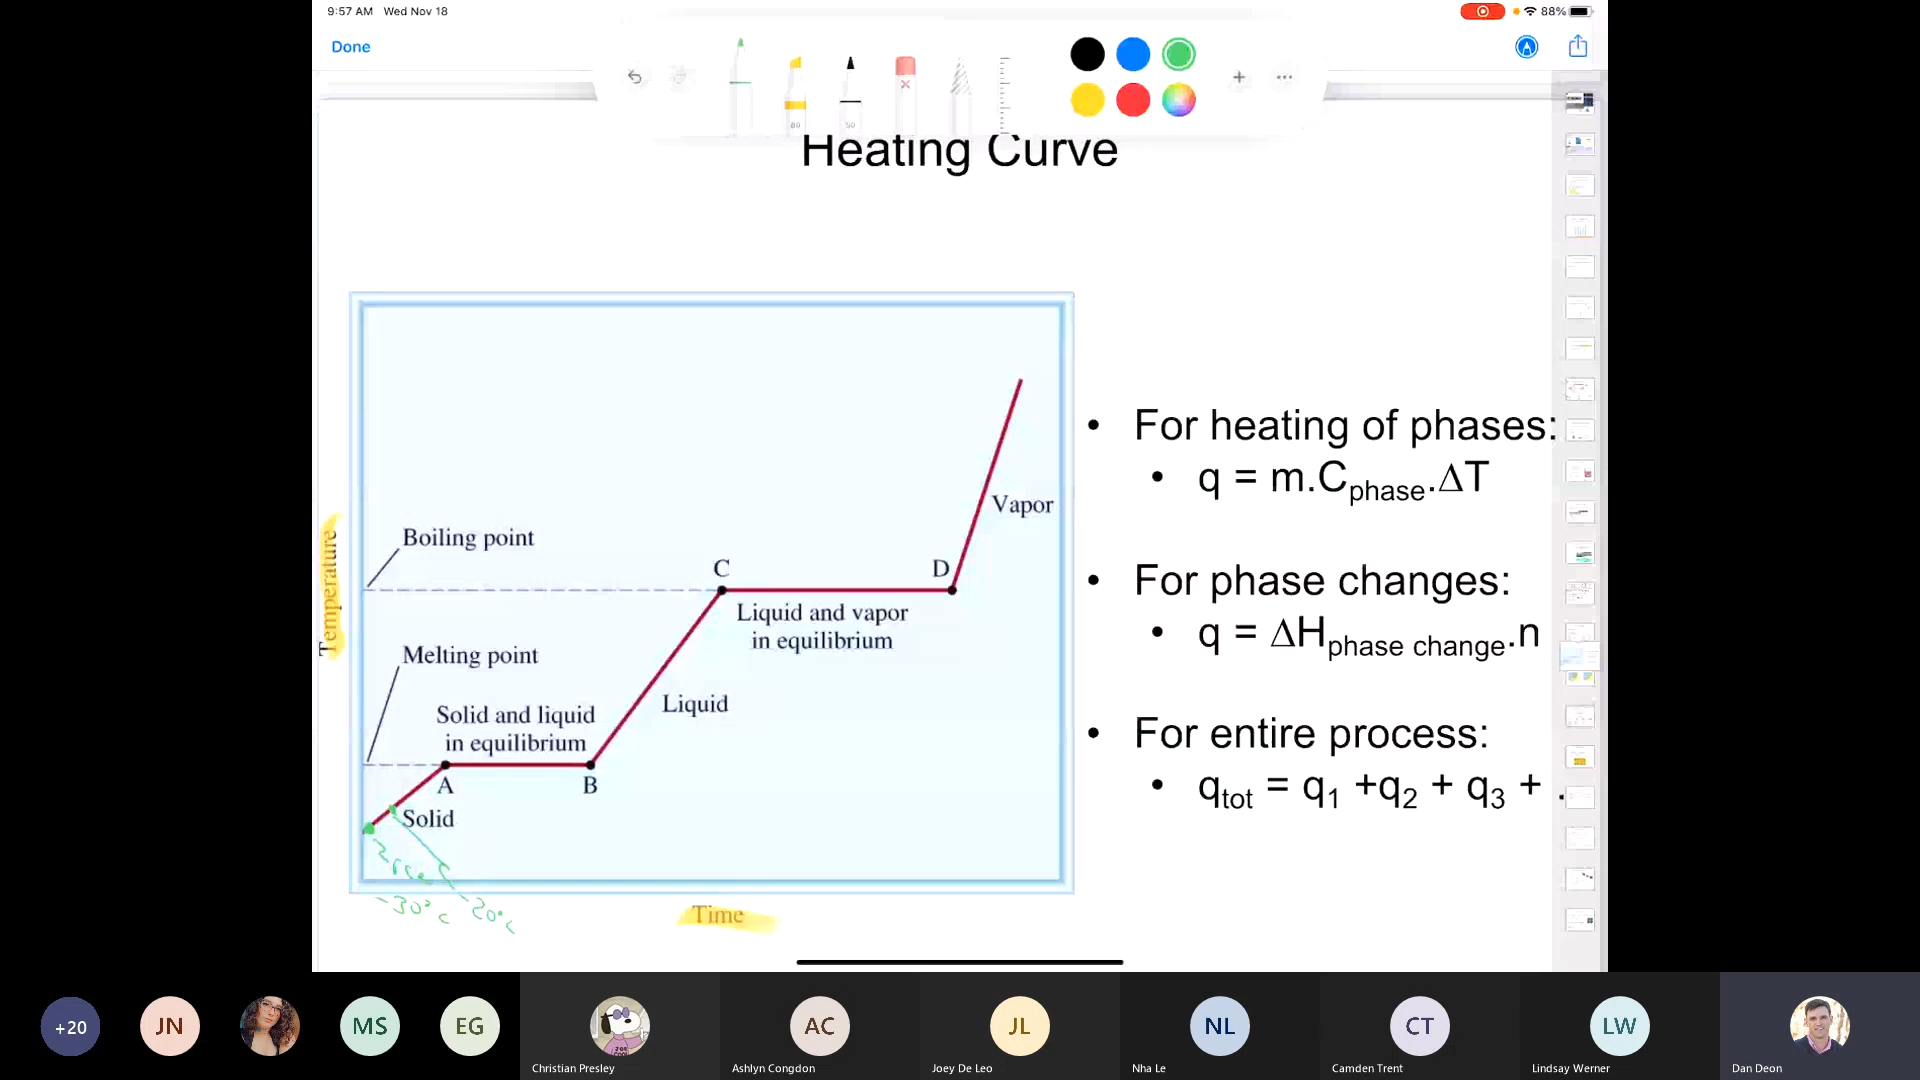 9:57 AM Wed Nov 18
88%
Done
80
50
Heating Curve
Temperature
Boiling point
Melting point
Solid and liquid
in equilibrium
A
B
Solid
Liquid
C
D
Liquid and vapor
in equilibrium
Vapor
-30°C
-20°C
Time
• For heating of phases:
• q = m.Cphase.ΔT
• For phase changes:
• q = ΔHphase change.n
• For entire process:
• qtot = q1 +q2 + q3 + .
+20
JN
MS
EG
Christian Presley
AC
Ashlyn Congdon
JL
Joey De Leo
NL
Nha Le
CT
Camden Trent
LW
Lindsay Werner
Dan Deon